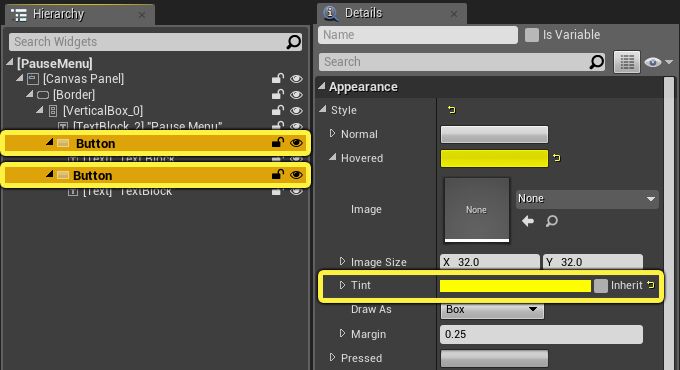 Hierarchy
Search Widgets
[PauseMenu]
[Canvas Panel]
[Border]
[VerticalBox_0]
[TextBlock_2] "Pause Menu"
Button
[Text] "TextBlock"
Button
[Text] "TextBlock"
Details
Name
Is Variable
Search
Appearance
Style
Normal
Hovered
Image
None
None
Image Size
X 32.0
Y 32.0
Tint
Inherit
Draw As
Box
Margin
0.25
Pressed